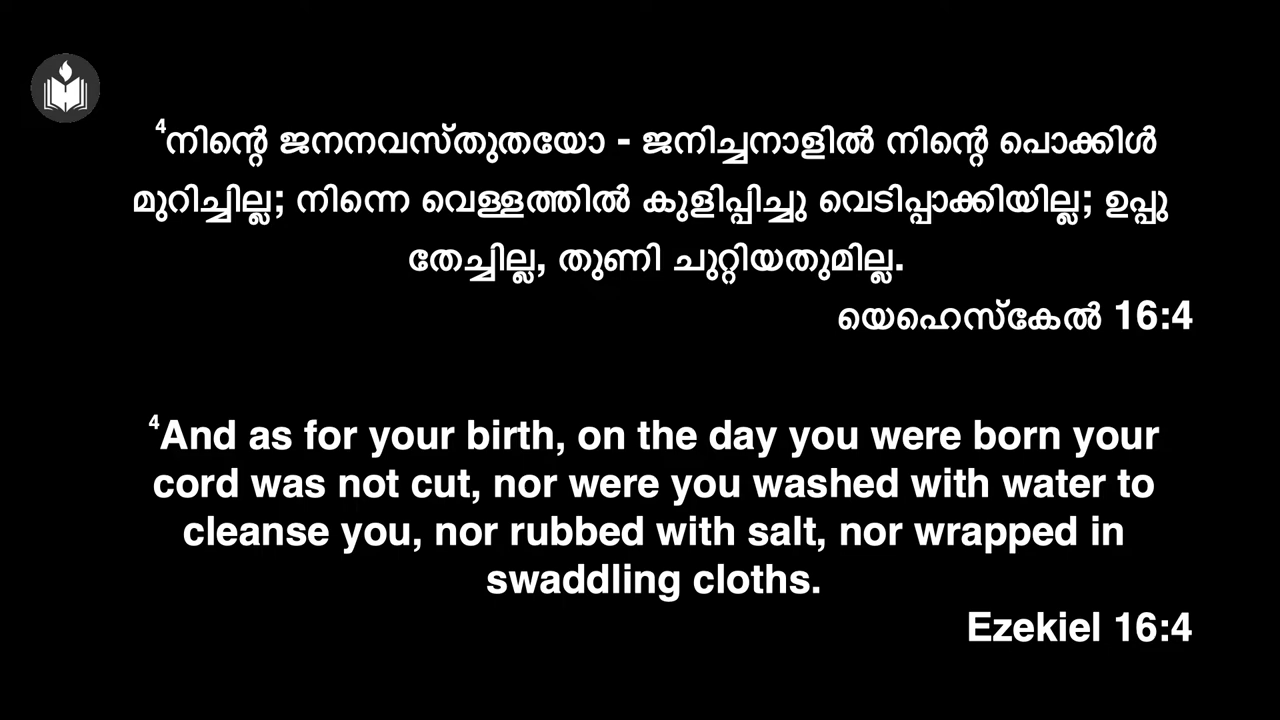 4നിന്റെ ജനനവസ്തുതയോ - ജനിച്ചനാളിൽ നിന്റെ പൊക്കിൾ
മുറിച്ചില്ല; നിന്നെ വെള്ളത്തിൽ കുളിപ്പിച്ചു വെടിപ്പാക്കിയില്ല; ഉപ്പു
തേച്ചില്ല, തുണി ചുറ്റിയതുമില്ല.
യെഹെസ്കേൽ 16:4
4And as for your birth, on the day you were born your
cord was not cut, nor were you washed with water to
cleanse you, nor rubbed with salt, nor wrapped in
swaddling cloths.
Ezekiel 16:4